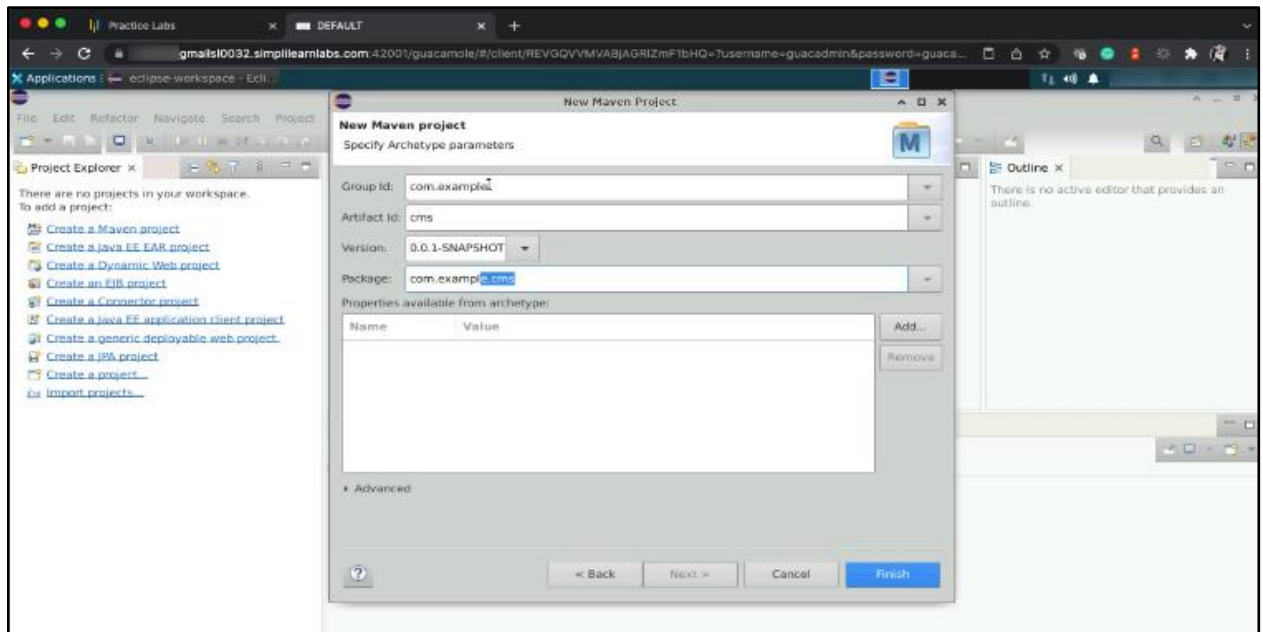 Practice Labs
DEFAULT
gmailsl0032.simplilearnlabs.com:42001/guacamole/#/client/REVGQVVMVABjAGRIZmF1bHQ=?username=guacadmin&password=guaca...
Applications : eclipse-workspace - Ecli...
File Edit Refactor Navigate Search Project
Project Explorer
There are no projects in your workspace.
To add a project:
Create a Maven project
Create a Java EE EAR project
Create a Dynamic Web project
Create an EJB project
Create a Connector project
Create a Java EE application client project
Create a generic deployable web project.
Create a JPA project
Create a project...
Import projects...
New Maven Project
New Maven project
Specify Archetype parameters
M
Group Id: com.example
Artifact Id: cms
Version: 0.0.1-SNAPSHOT
Package: com.example.cms
Properties available from archetype:
Name Value
Add...
Remove
Advanced
? < Back Next > Cancel Finish
Outline
There is no active editor that provides an
outline.